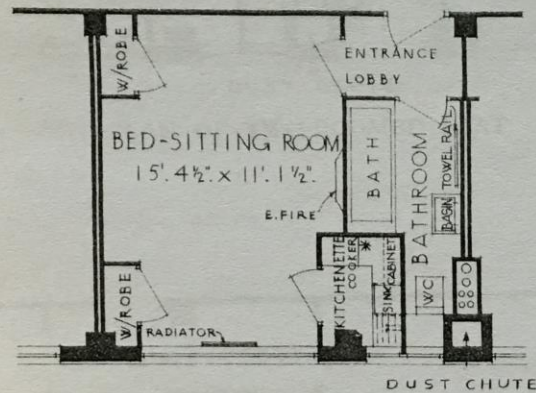 W/ROBE
ENTRANCE
LOBBY
BED-SITTING ROOM
15'. 4½". x 11'. 1½".
E.FIRE
BATH
BATHROOM
TOWEL RAIL
BASIN
KITCHENETTE
COOKER
SINK
CABINET
WC
W/ROBE
RADIATOR
DUST CHUTE